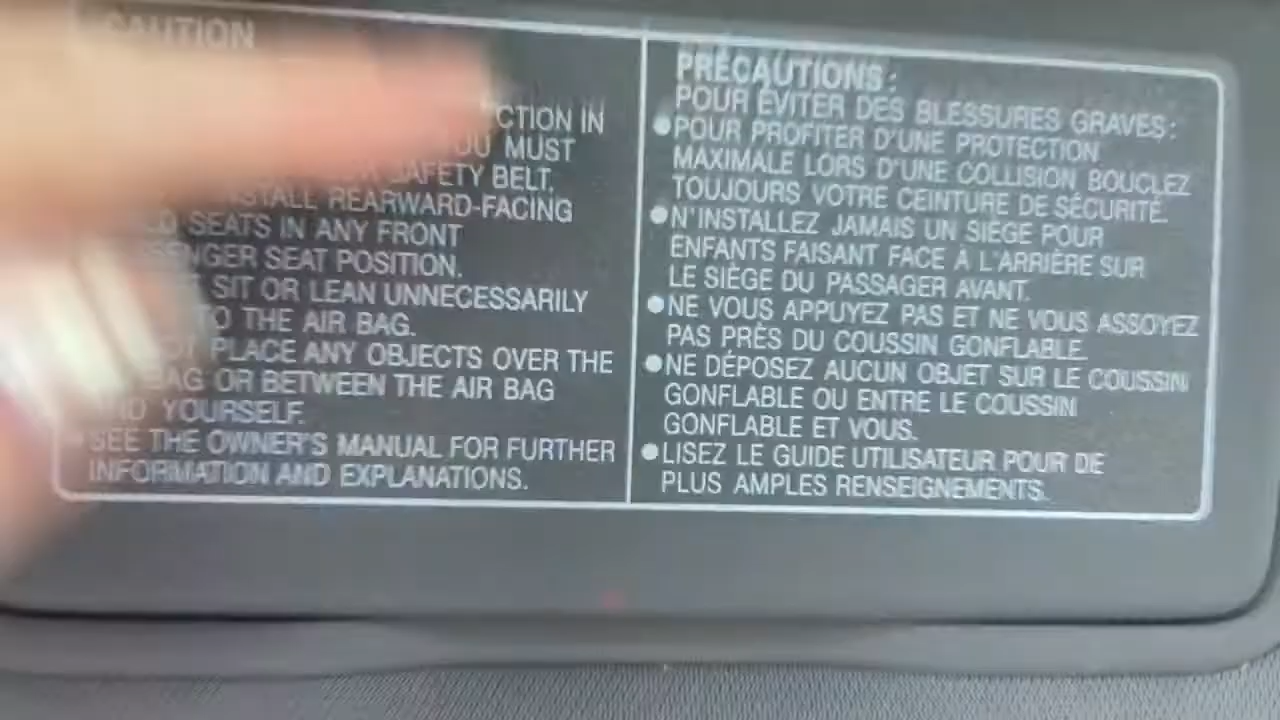 CAUTION
CTION IN
YOU MUST
SAFETY BELT.
INSTALL REARWARD-FACING
SEATS IN ANY FRONT
SEAT POSITION.
SIT OR LEAN UNNECESSARILY
TO THE AIR BAG.
PLACE ANY OBJECTS OVER THE
BAG OR BETWEEN THE AIR BAG
AND YOURSELF.
SEE THE OWNER'S MANUAL FOR FURTHER
INFORMATION AND EXPLANATIONS.
PRÉCAUTIONS:
POUR ÉVITER DES BLESSURES GRAVES:
●POUR PROFITER D'UNE PROTECTION
MAXIMALE LORS D'UNE COLLISION BOUCLEZ
TOUJOURS VOTRE CEINTURE DE SÉCURITÉ.
●N'INSTALLEZ JAMAIS UN SIÈGE POUR
ENFANTS FAISANT FACE À L'ARRIÈRE SUR
LE SIÈGE DU PASSAGER AVANT.
●NE VOUS APPUYEZ PAS ET NE VOUS ASSOYEZ
PAS PRÈS DU COUSSIN GONFLABLE.
●NE DÉPOSEZ AUCUN OBJET SUR LE COUSSIN
GONFLABLE OU ENTRE LE COUSSIN
GONFLABLE ET VOUS.
●LISEZ LE GUIDE UTILISATEUR POUR DE
PLUS AMPLES RENSEIGNEMENTS.